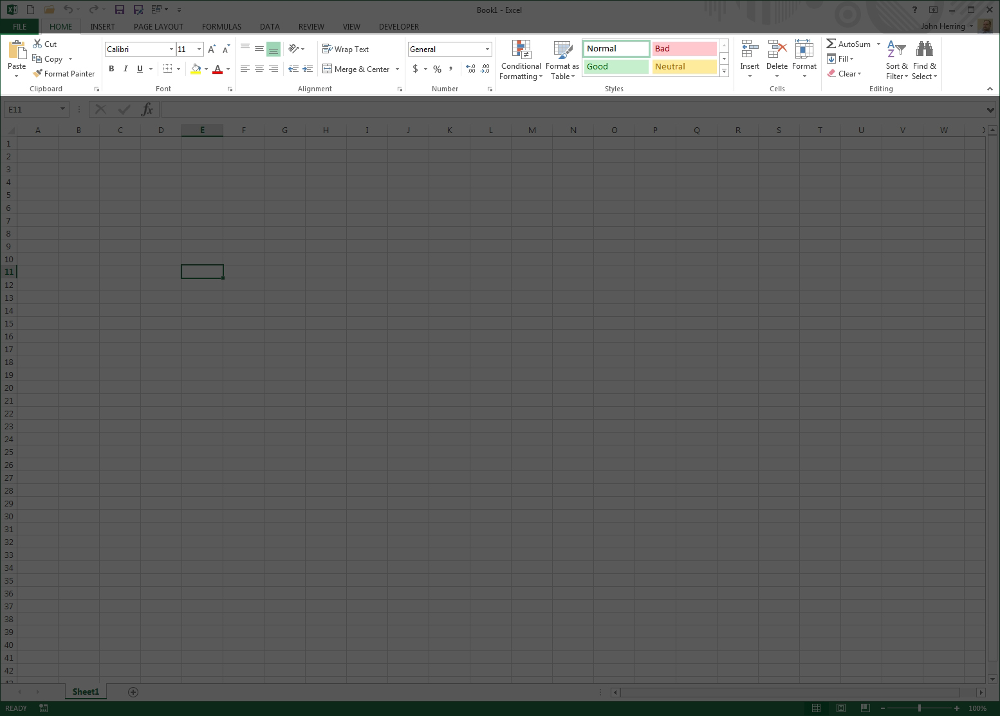 Book1 - Excel
FILE HOME INSERT PAGE LAYOUT FORMULAS DATA REVIEW VIEW DEVELOPER John Herring
Paste
Cut
Copy
Format Painter
Clipboard
Calibri 11
B I U
A
Font
Wrap Text
Merge & Center
Alignment
General
$ % ,
Number
Conditional Formatting
Format as Table
Normal Bad
Good Neutral
Styles
Insert Delete Format
Cells
AutoSum
Fill
Clear
Sort & Filter
Find & Select
Editing
E11 fx
A B C D E F G H I J K L M N O P Q R S T U V W
1
2
3
4
5
6
7
8
9
10
11
12
13
14
15
16
17
18
19
20
21
22
23
24
25
26
27
28
29
30
31
32
33
34
35
36
37
38
39
40
41
42
Sheet1
READY 100%